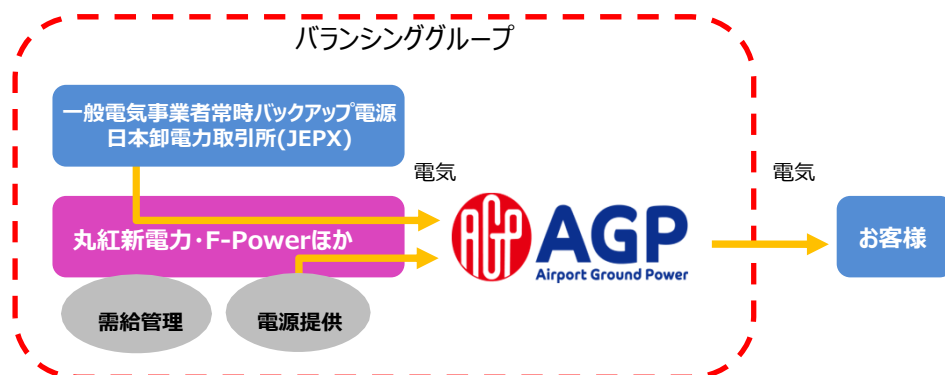 バランシンググループ
一般電気事業者常時バックアップ電源
日本卸電力取引所(JEPX)
電気
電気
丸紅新電力・F-Powerほか
AGP
AGP
Airport Ground Power
お客様
需給管理
電源提供